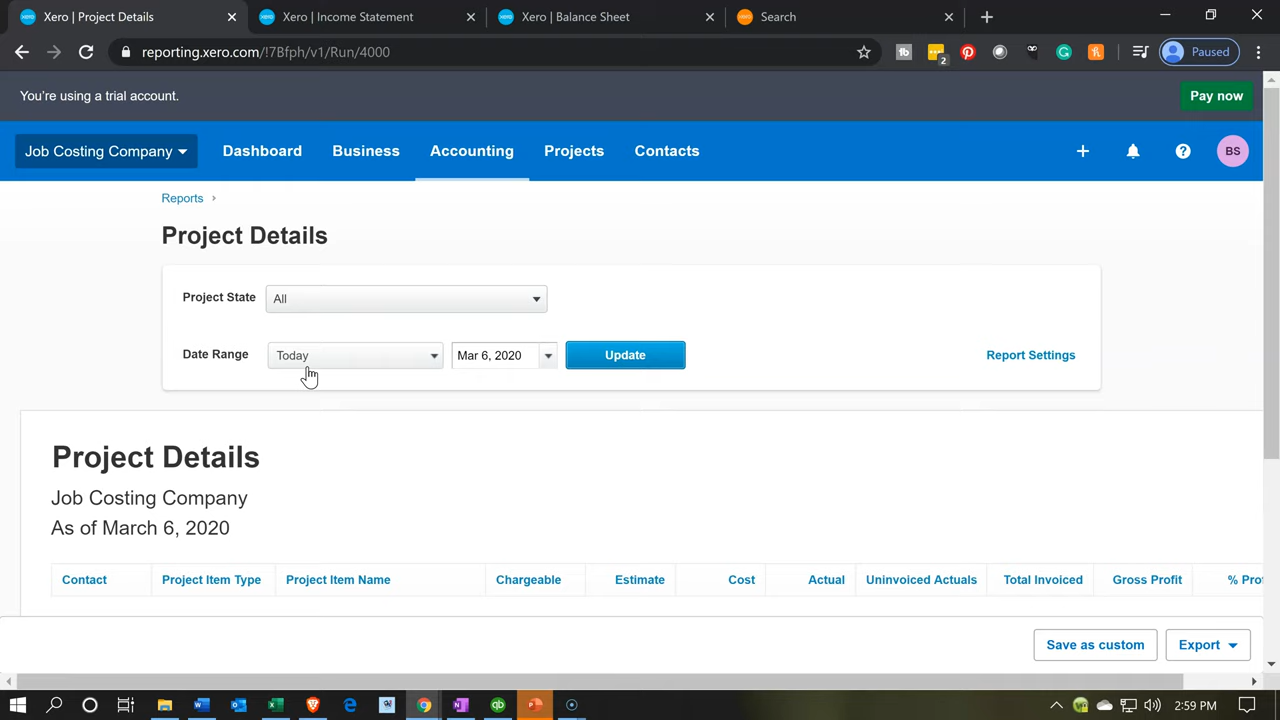 Xero | Project Details
Xero | Income Statement
Xero | Balance Sheet
Search
reporting.xero.com/!7Bfph/v1/Run/4000
2
Paused
You're using a trial account.
Pay now
Job Costing Company
Dashboard
Business
Accounting
Projects
Contacts
BS
Reports
Project Details
Project State
All
Date Range
Today
Mar 6, 2020
Update
Report Settings
Project Details
Job Costing Company
As of March 6, 2020
Contact
Project Item Type
Project Item Name
Chargeable
Estimate
Cost
Actual
Uninvoiced Actuals
Total Invoiced
Gross Profit
% Prof
Save as custom
Export
2:59 PM